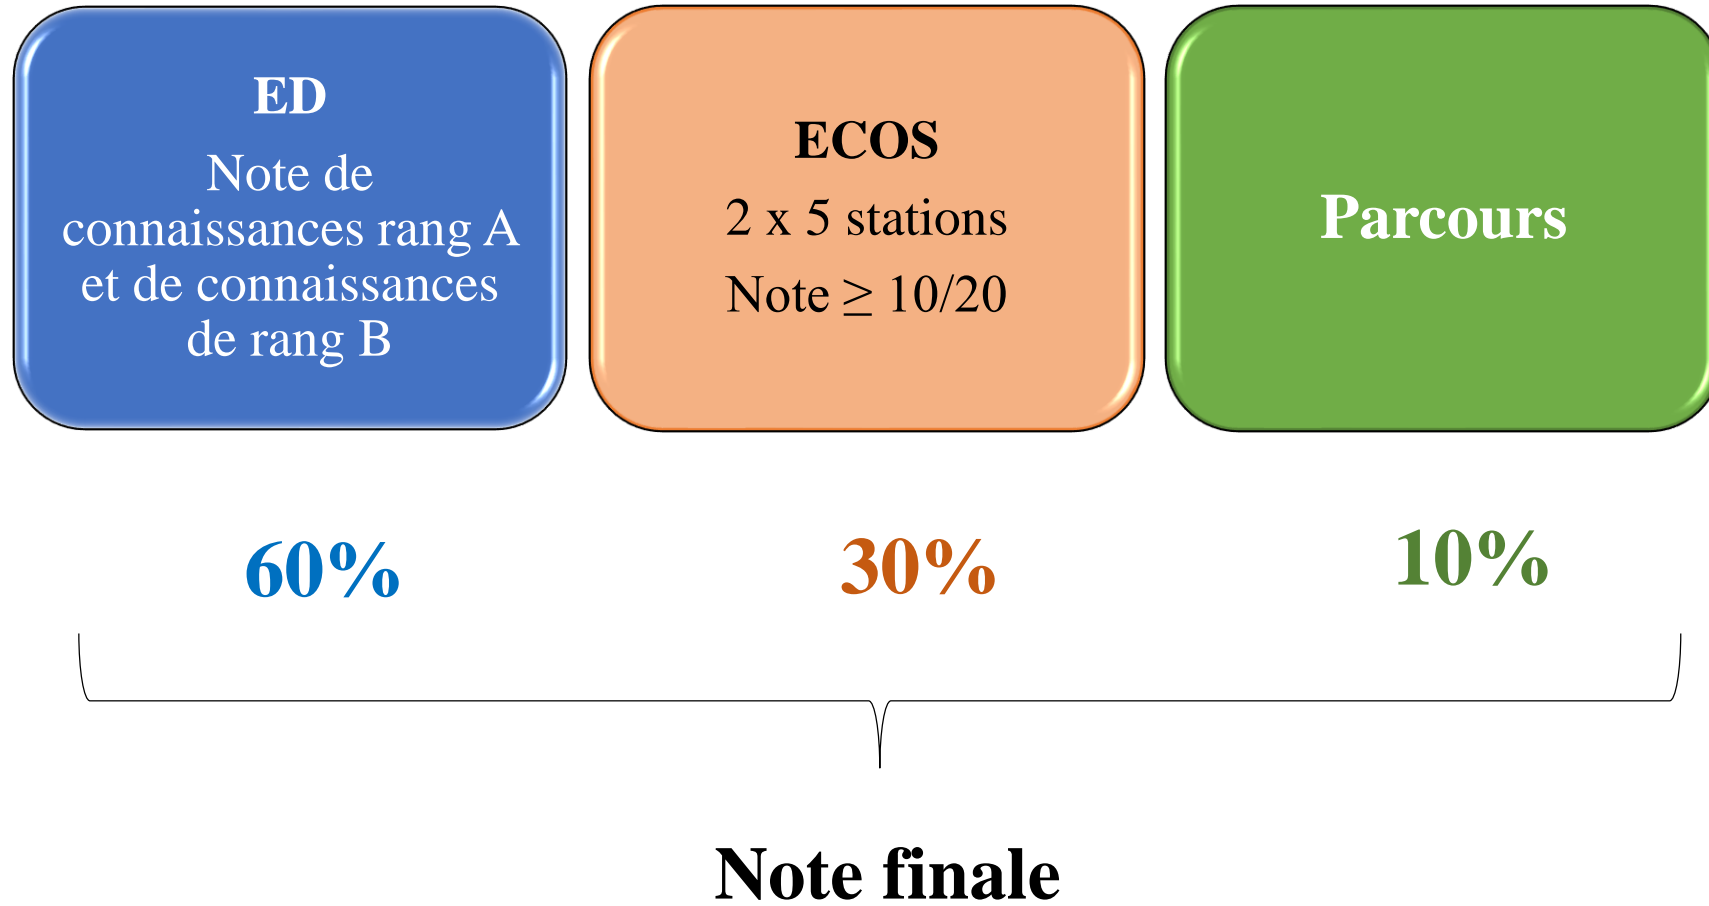 ED
Note de
connaissances rang A
et de connaissances
de rang B
ECOS
2 x 5 stations
Note ≥ 10/20
Parcours
60%
30%
10%
Note finale